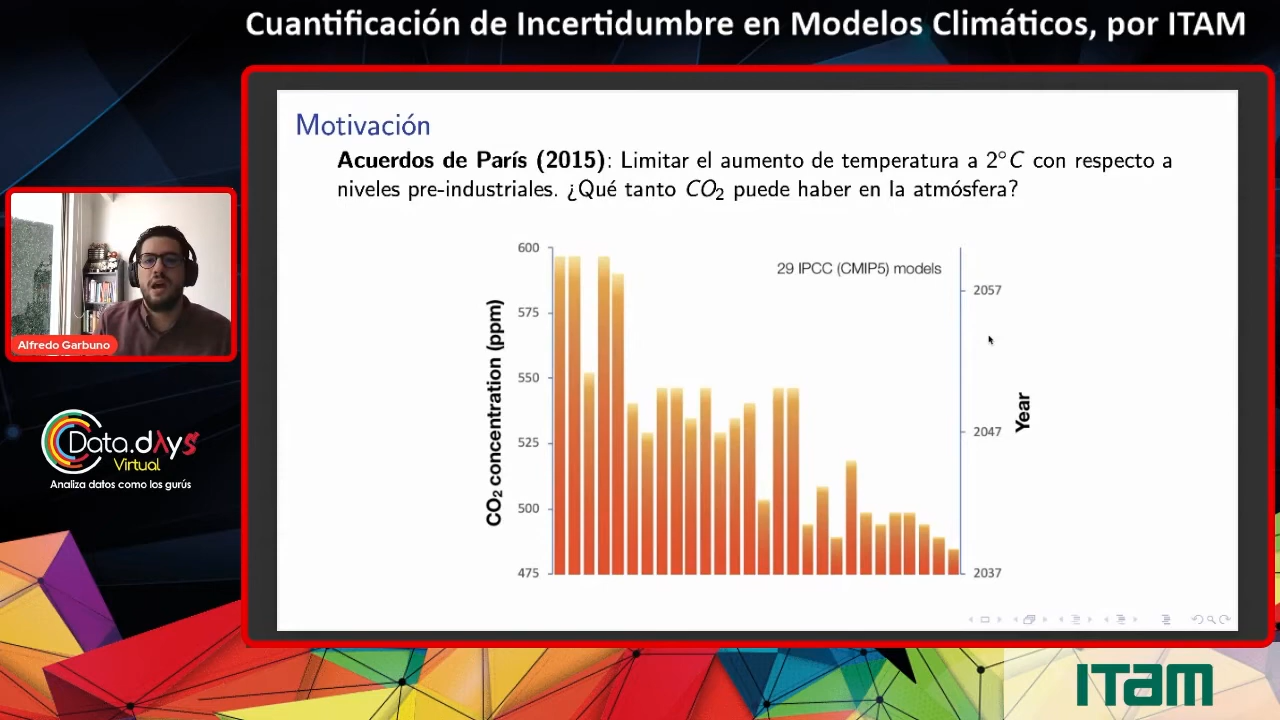 Cuantificación de Incertidumbre en Modelos Climáticos, por ITAM
Motivación
Acuerdos de París (2015): Limitar el aumento de temperatura a 2°C con respecto a
niveles pre-industriales. ¿Qué tanto CO₂ puede haber en la atmósfera?
29 IPCC (CMIP5) models
CO₂ concentration (ppm)
600
575
550
525
500
475
2057
2047
2037
Year
Alfredo Garbuno
Data.dAys
Virtual
Analiza datos como los gurús
ITAM